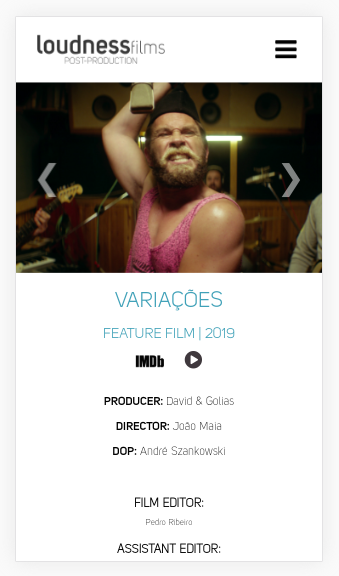 loudnessfilms
POST-PRODUCTION
VARIAÇÕES
FEATURE FILM | 2019
IMDb
PRODUCER: David & Golias
DIRECTOR: João Maia
DOP: André Szankowski
FILM EDITOR:
Pedro Ribeiro
ASSISTANT EDITOR: